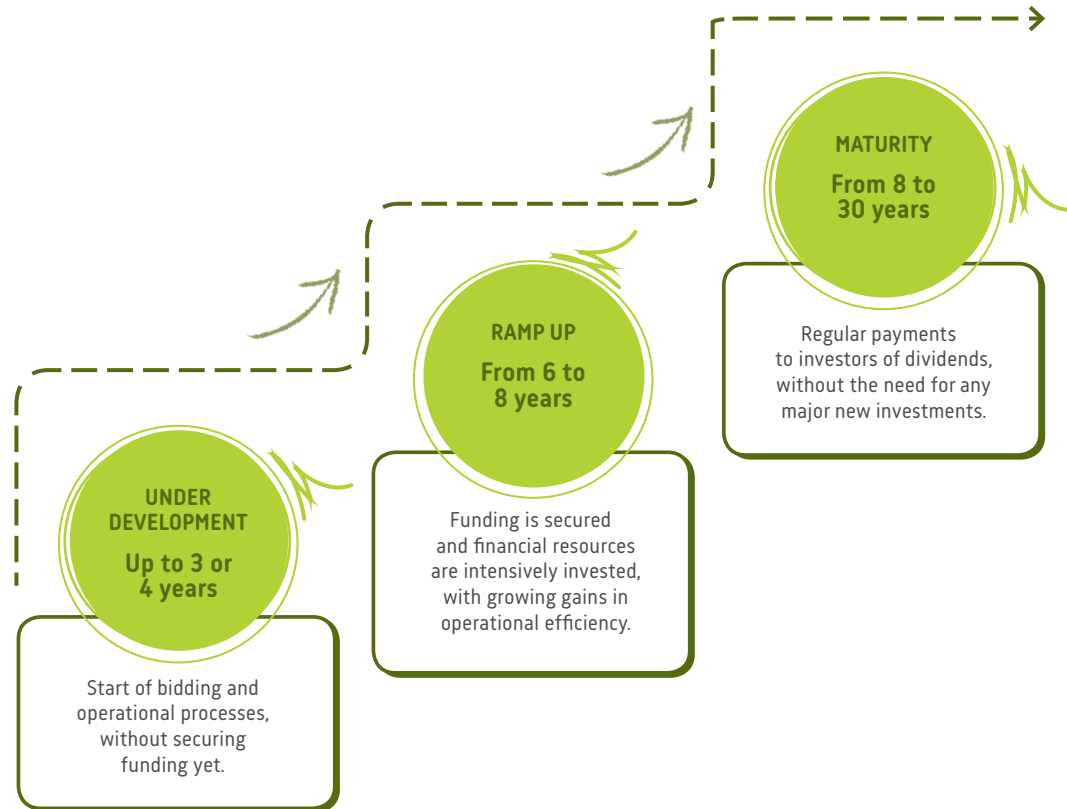 UNDER
DEVELOPMENT
Up to 3 or
4 years
Start of bidding and
operational processes,
without securing
funding yet.
RAMP UP
From 6 to
8 years
Funding is secured
and financial resources
are intensively invested,
with growing gains in
operational efficiency.
MATURITY
From 8 to
30 years
Regular payments
to investors of dividends,
without the need for any
major new investments.